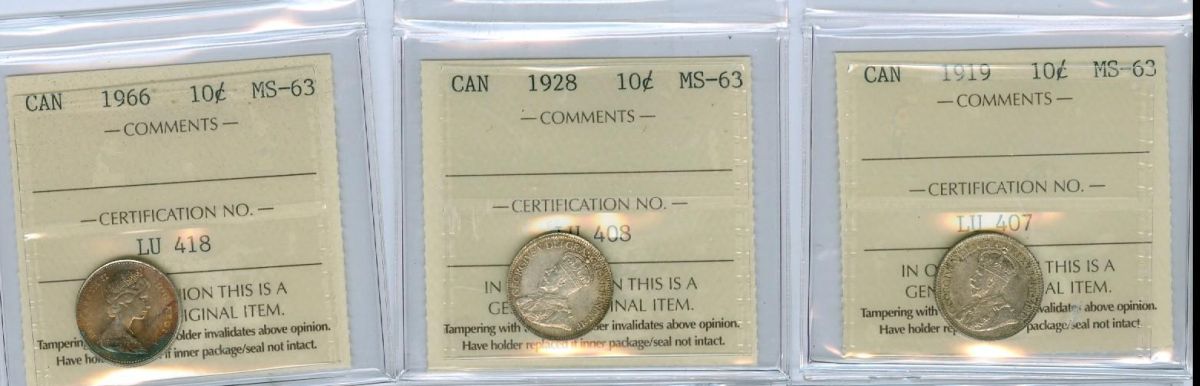 CAN 1966 10¢ MS-63
— COMMENTS —
— CERTIFICATION NO. —
LU 418
ION THIS IS A
IGINAL ITEM.
Tampering older invalidates above opinion.
Have if inner package/seal not intact.
CAN 1928 10¢ MS-63
— COMMENTS —
— CERTIFICATION NO. —
LU 408
IN N THIS IS A
GE NAL ITEM.
Tampering with er invalidates above opinion.
Have holder replaced if inner package/seal not intact.
CAN 1919 10¢ MS-63
— COMMENTS —
— CERTIFICATION NO. —
LU 407
IN O THIS IS A
GEN AL ITEM.
Tampering with invalidates above opinion.
Have holder package/seal not intact.